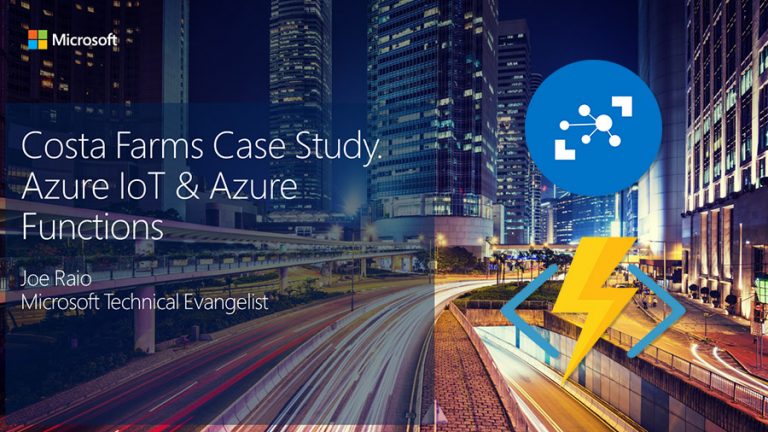 Microsoft
Costa Farms Case Study.
Azure IoT & Azure
Functions
Joe Raio
Microsoft Technical Evangelist